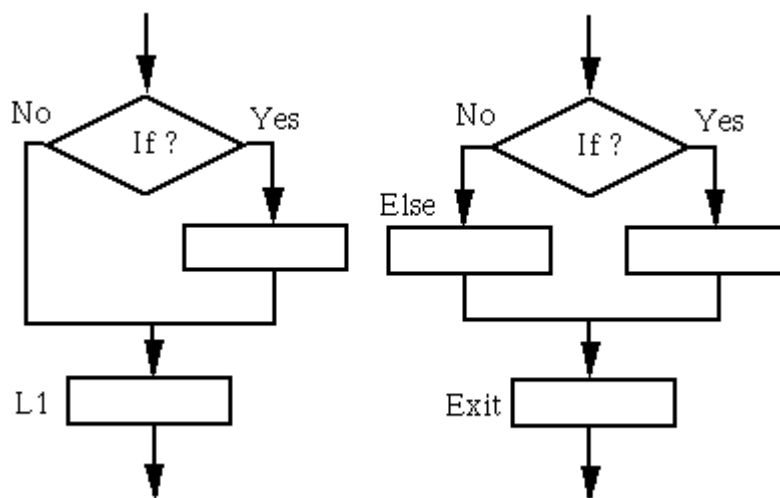 No
If ?
Yes
L1
No
If ?
Yes
Else
Exit